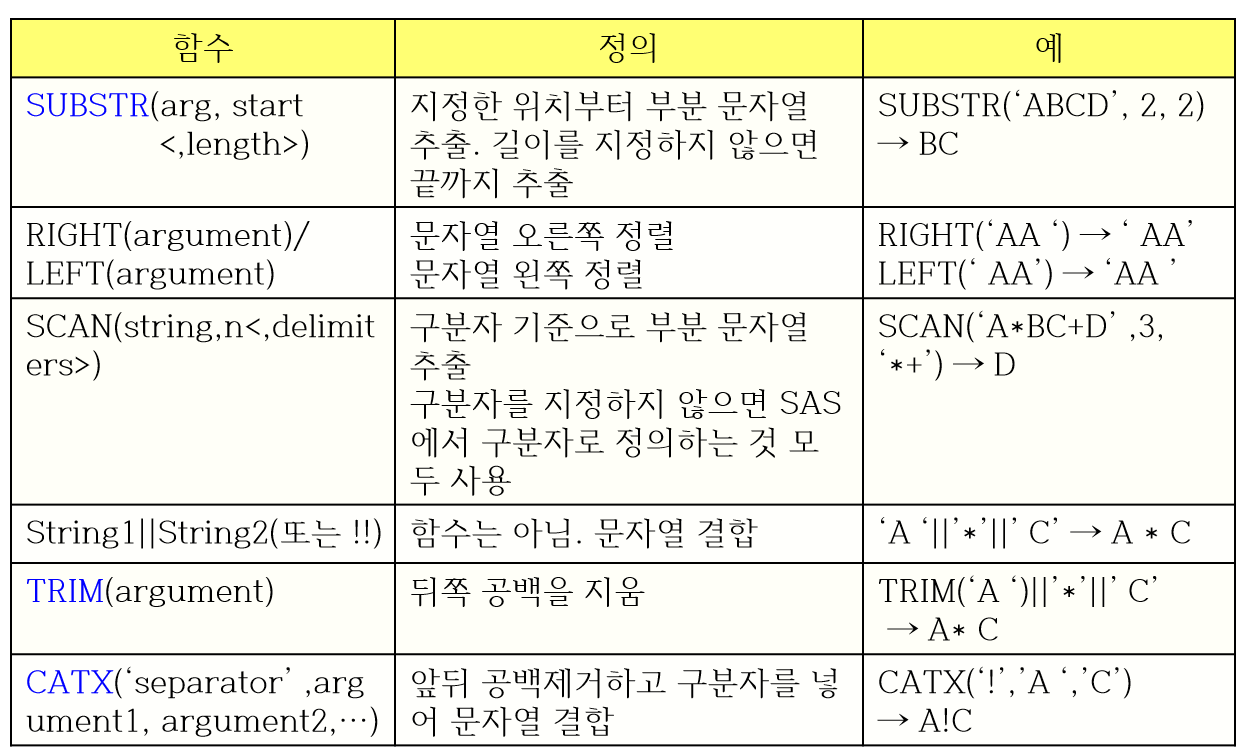 함수 정의 예
SUBSTR(arg, start
<,length>)
지정한 위치부터 부분 문자열
추출. 길이를 지정하지 않으면
끝까지 추출
SUBSTR(‘ABCD’, 2, 2)
→ BC
RIGHT(argument)/
LEFT(argument)
문자열 오른쪽 정렬
문자열 왼쪽 정렬
RIGHT(‘AA ‘) → ‘ AA’
LEFT(‘ AA’) → ‘AA ’
SCAN(string,n<,delimit
ers>)
구분자 기준으로 부분 문자열
추출
구분자를 지정하지 않으면 SAS
에서 구분자로 정의하는 것 모
두 사용
SCAN(‘A*BC+D’ ,3,
‘*+’) → D
String1||String2(또는 !!)
함수는 아님. 문자열 결합
‘A ‘||’*’||’ C’ → A * C
TRIM(argument)
뒤쪽 공백을 지움
TRIM(‘A ‘)||’*’||’ C’
→ A* C
CATX(‘separator’ ,arg
ument1, argument2,…)
앞뒤 공백제거하고 구분자를 넣
어 문자열 결합
CATX(‘!’,’A ‘,’C’)
→ A!C